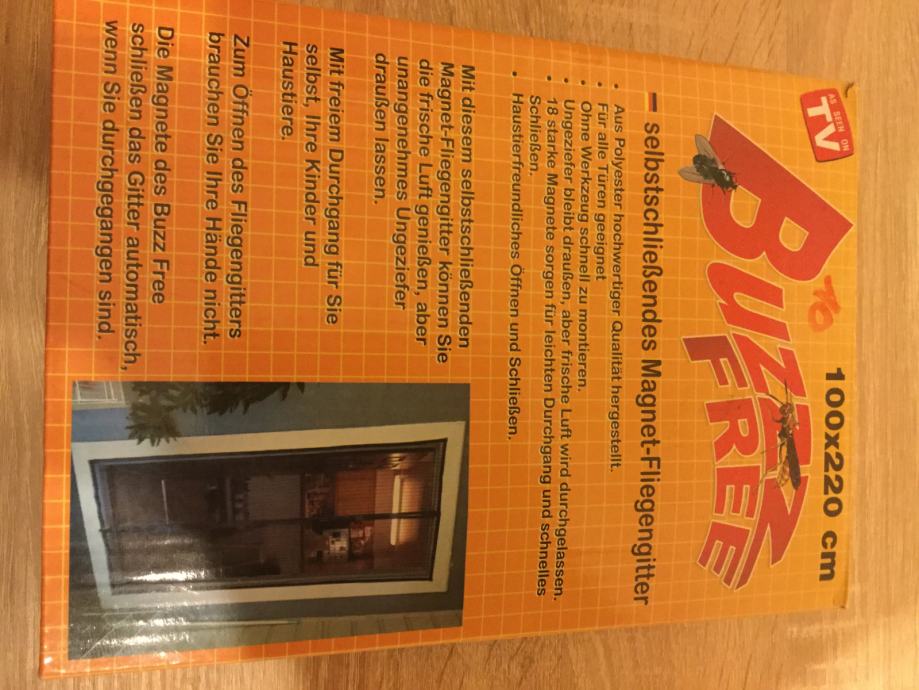 100x220 cm
AS SEEN ON
TV
BUZZ
FREE
selbstschließendes Magnet-Fliegengitter
• Aus Polyester hochwertiger Qualität hergestellt.
• Für alle Türen geeignet
• Ohne Werkzeug schnell zu montieren.
• Ungeziefer bleibt draußen, aber frische Luft wird durchgelassen.
• 18 starke Magnete sorgen für leichten Durchgang und schnelles
Schließen.
• Haustierfreundliches Öffnen und Schließen.
Mit diesem selbstschließenden
Magnet-Fliegengitter können Sie
die frische Luft genießen, aber
unangenehmes Ungeziefer
draußen lassen.
Mit freiem Durchgang für Sie
selbst, Ihre Kinder und
Haustiere.
Zum Öffnen des Fliegengitters
brauchen Sie Ihre Hände nicht.
Die Magnete des Buzz Free
schließen das Gitter automatisch,
wenn Sie durchgegangen sind.